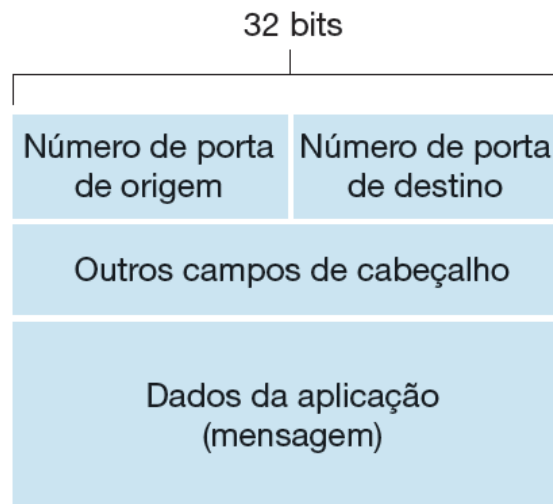 32 bits
Número de porta
de origem
Número de porta
de destino
Outros campos de cabeçalho
Dados da aplicação
(mensagem)